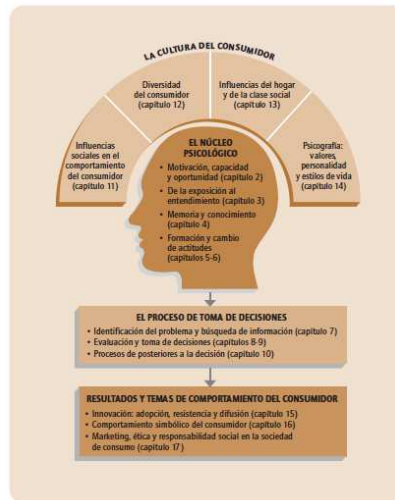 LA CULTURA DEL CONSUMIDOR
Diversidad
del consumidor
(capítulo 12)
Influencias del hogar
y de la clase social
(capítulo 13)
Influencias
sociales en el
comportamiento
del consumidor
(capítulo 11)
Psicografía:
valores,
personalidad
y estilos de vida
(capítulo 14)
EL NÚCLEO
PSICOLÓGICO
• Motivación, capacidad
y oportunidad (capítulo 2)
• De la exposición al
entendimiento (capítulo 3)
• Memoria y conocimiento
(capítulo 4)
• Formación y cambio
de actitudes
(capítulos 5-6)
EL PROCESO DE TOMA DE DECISIONES
• Identificación del problema y búsqueda de información (capítulo 7)
• Evaluación y toma de decisiones (capítulos 8-9)
• Procesos de posteriores a la decisión (capítulo 10)
RESULTADOS Y TEMAS DE COMPORTAMIENTO DEL CONSUMIDOR
• Innovación: adopción, resistencia y difusión (capítulo 15)
• Comportamiento simbólico del consumidor (capítulo 16)
• Marketing, ética y responsabilidad social en la sociedad
de consumo (capítulo 17)